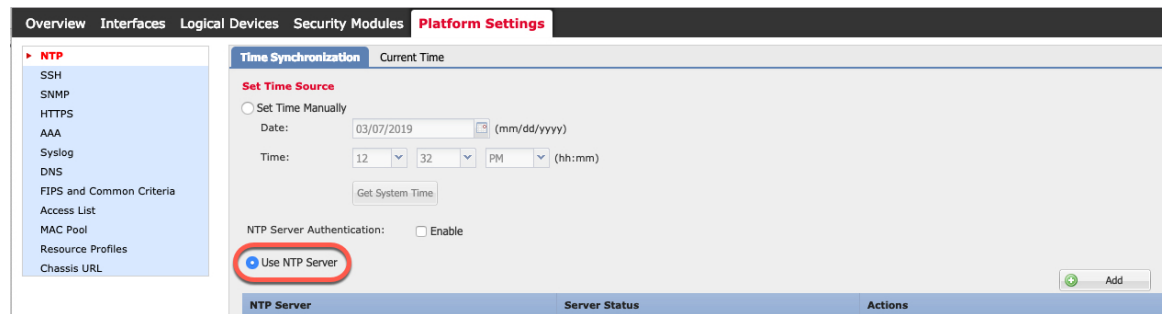 Overview Interfaces Logical Devices Security Modules Platform Settings
NTP
SSH
SNMP
HTTPS
AAA
Syslog
DNS
FIPS and Common Criteria
Access List
MAC Pool
Resource Profiles
Chassis URL
Time Synchronization Current Time
Set Time Source
Set Time Manually
Date: 03/07/2019 (mm/dd/yyyy)
Time: 12 32 PM (hh:mm)
Get System Time
NTP Server Authentication: Enable
Use NTP Server
Add
NTP Server Server Status Actions